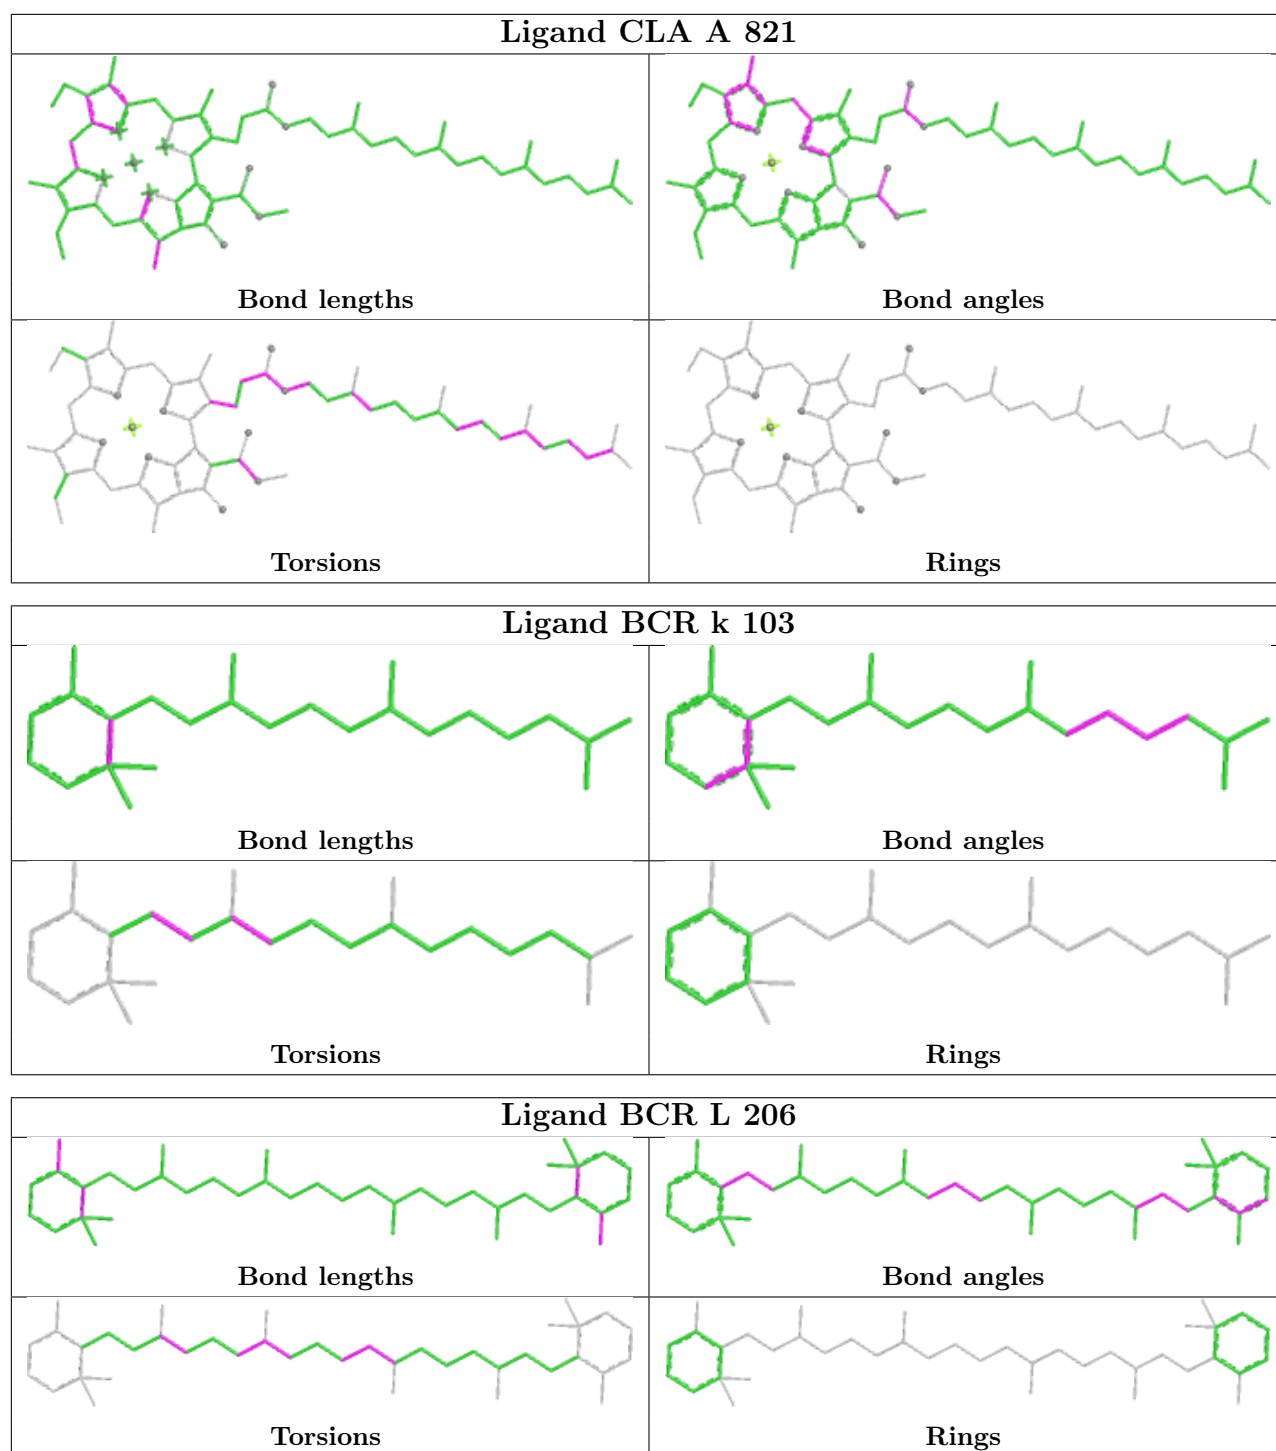 Ligand CLA A 821
Bond lengths
Bond angles
Torsions
Rings
Ligand BCR k 103
Bond lengths
Bond angles
Torsions
Rings
Ligand BCR L 206
Bond lengths
Bond angles
Torsions
Rings